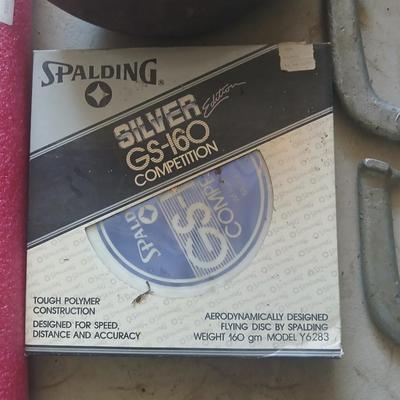 SPALDING®
SILVER Edition
GS-160
COMPETITION
SPALDING
GS
COMPE
TOUGH POLYMER
CONSTRUCTION
DESIGNED FOR SPEED,
DISTANCE AND ACCURACY
AERODYNAMICALLY DESIGNED
FLYING DISC BY SPALDING
WEIGHT 160 gm MODEL Y6283